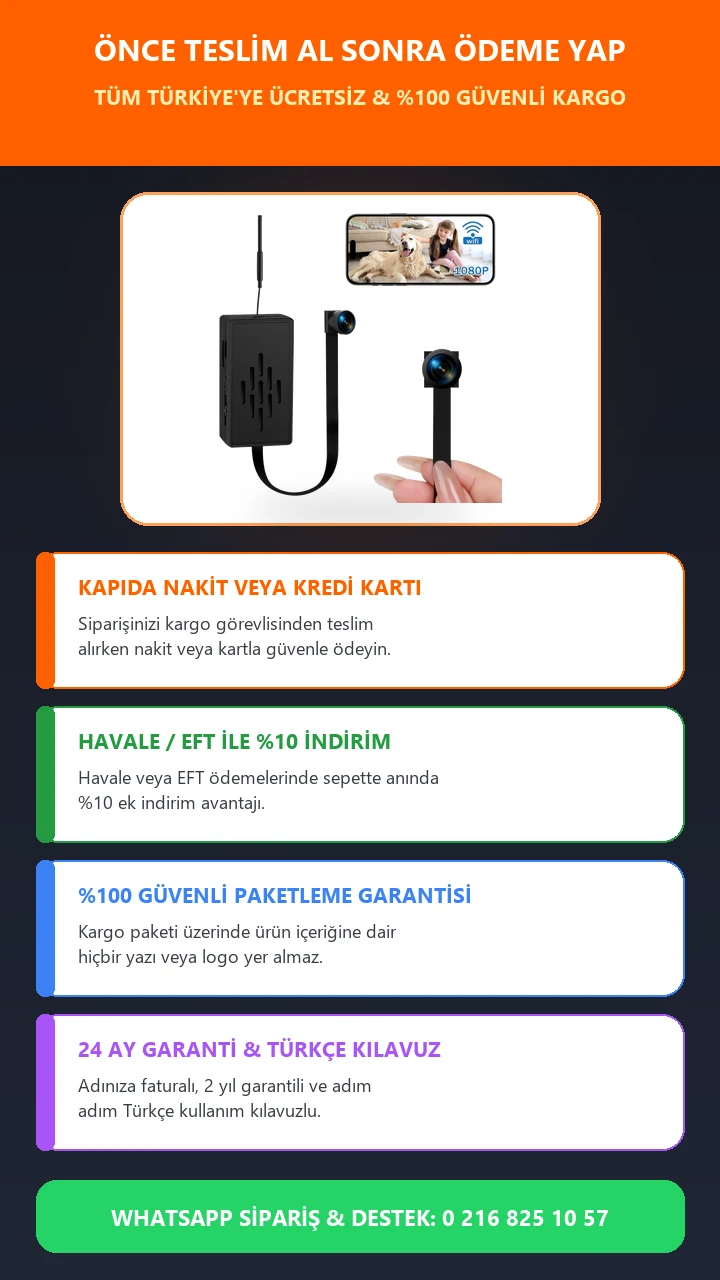 ÖNCE TESLİM AL SONRA ÖDEME YAP
TÜM TÜRKİYE'YE ÜCRETSİZ & %100 GÜVENLİ KARGO
wifi
1080P
KAPIDA NAKİT VEYA KREDİ KARTI
Siparişinizi kargo görevlisinden teslim
alırken nakit veya kartla güvenle ödeyin.
HAVALE / EFT İLE %10 İNDİRİM
Havale veya EFT ödemelerinde sepette anında
%10 ek indirim avantajı.
%100 GÜVENLİ PAKETLEME GARANTİSİ
Kargo paketi üzerinde ürün içeriğine dair
hiçbir yazı veya logo yer almaz.
24 AY GARANTİ & TÜRKÇE KILAVUZ
Adınıza faturalı, 2 yıl garantili ve adım
adım Türkçe kullanım kılavuzlu.
WHATSAPP SİPARİŞ & DESTEK: 0 216 825 10 57